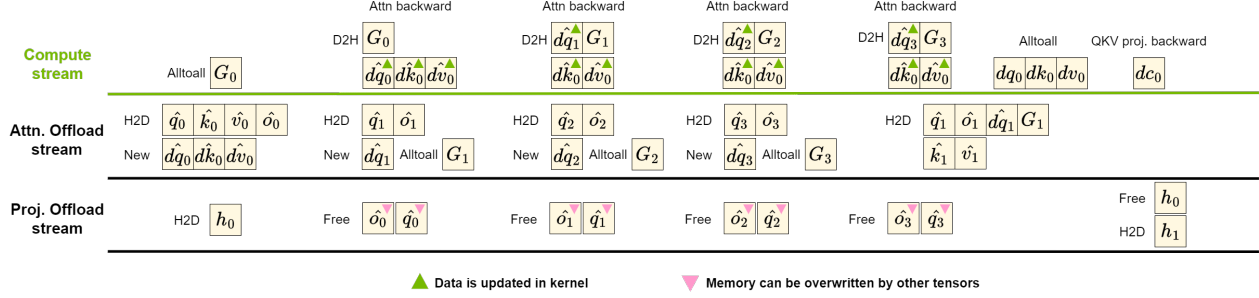 Attn backward Attn backward Attn backward Attn backward
D2H G₀ D2H dq̂₁ G₁ D2H dq̂₂ G₂ D2H dq̂₃ G₃ Alltoall QKV proj. backward
Compute stream
Alltoall G₀ dq̂₀ dk̂₀ dv̂₀ dk̂₀ dv̂₀ dk̂₀ dv̂₀ dk̂₀ dv̂₀ dq₀ dk₀ dv₀ dc₀
Attn. Offload stream
H2D q̂₀ k̂₀ v̂₀ ô₀ H2D q̂₁ ô₁ H2D q̂₂ ô₂ H2D q̂₃ ô₃ H2D q̂₁ ô₁ dq̂₁ G₁
New dq̂₀ dk̂₀ dv̂₀ New dq̂₁ Alltoall G₁ New dq̂₂ Alltoall G₂ New dq̂₃ Alltoall G₃ k̂₁ v̂₁
Proj. Offload stream
Free h₀
H2D h₀ Free ô₀ q̂₀ Free ô₁ q̂₁ Free ô₂ q̂₂ Free ô₃ q̂₃
H2D h₁
Data is updated in kernel Memory can be overwritten by other tensors